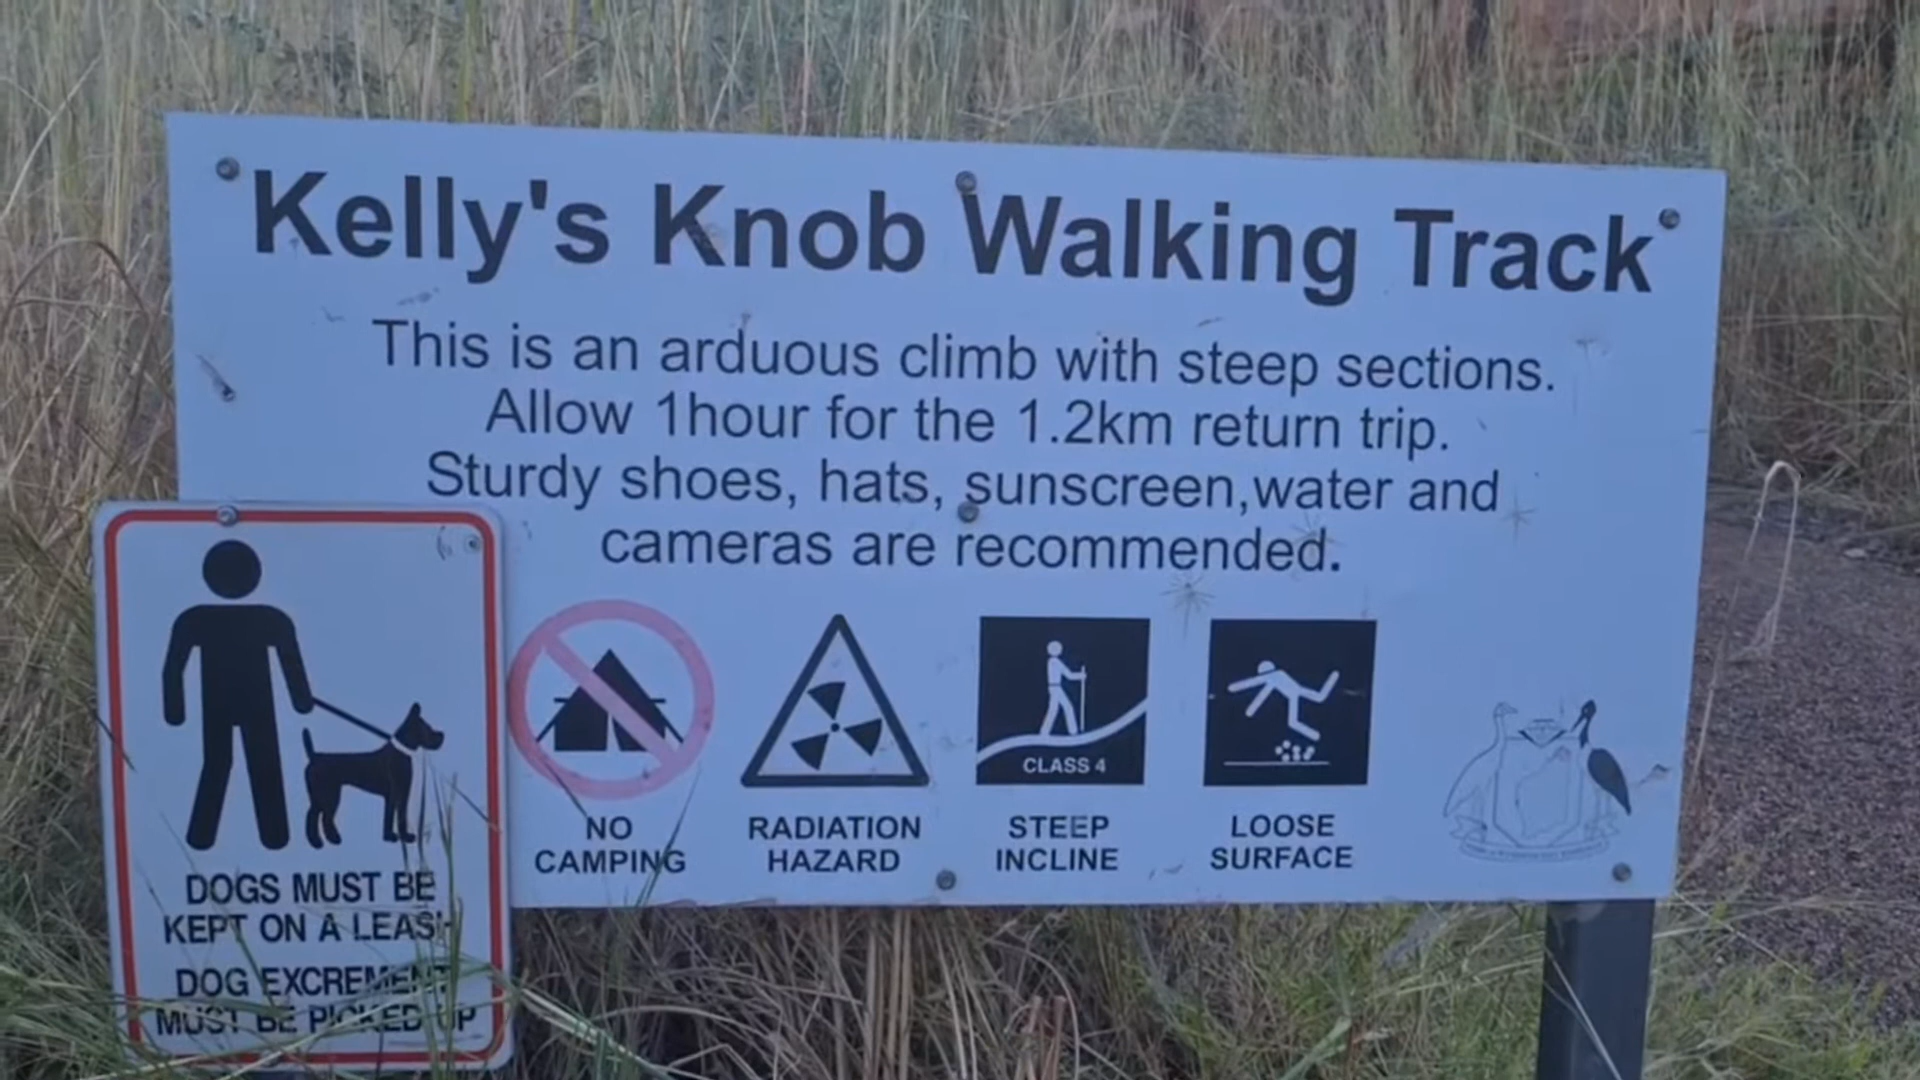 Kelly's Knob Walking Track
This is an arduous climb with steep sections.
Allow 1hour for the 1.2km return trip.
Sturdy shoes, hats, sunscreen,water and
cameras are recommended.
CLASS 4
NO
CAMPING
RADIATION
HAZARD
STEEP
INCLINE
LOOSE
SURFACE
DOGS MUST BE
KEPT ON A LEASH
DOG EXCREMENT
MUST BE PICKED UP